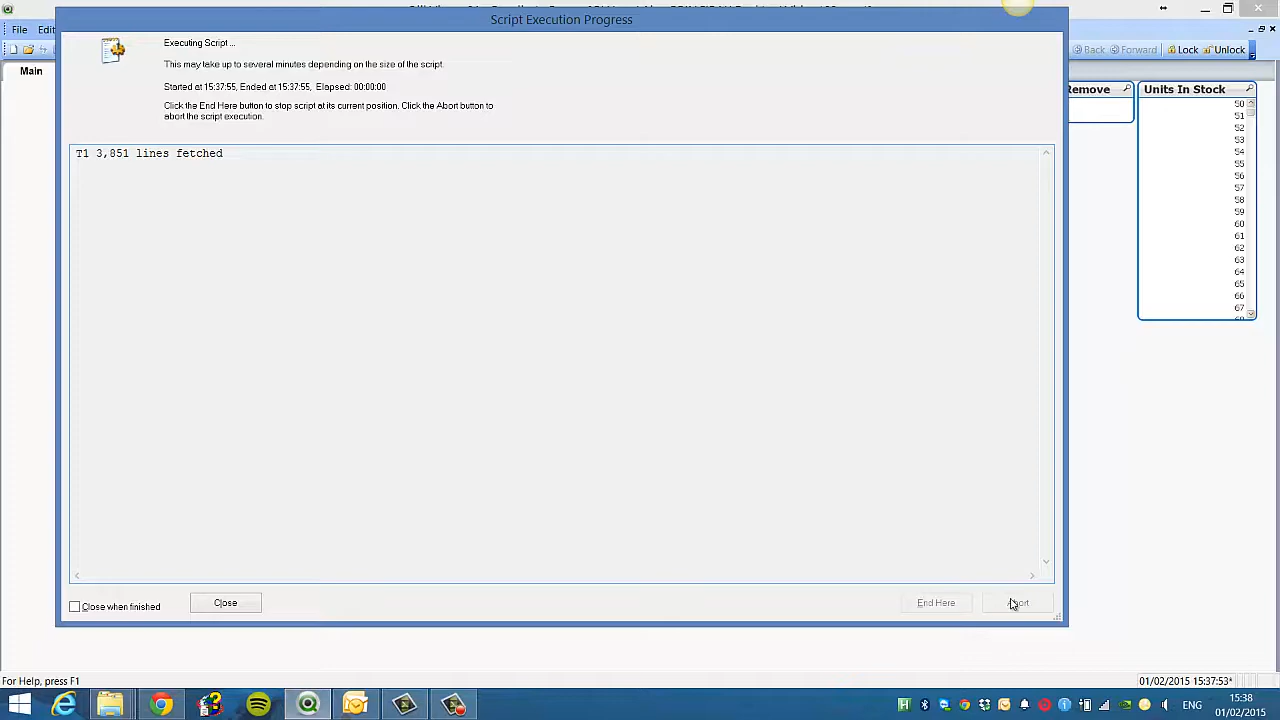 Script Execution Progress
File Edi
Executing Script ...
This may take up to several minutes depending on the size of the script.
Started at 15:37:55, Ended at 15:37:55, Elapsed: 00:00:00
Click the End Here button to stop script at its current position. Click the Abort button to
abort the script execution.
Back Forward Lock Unlock
Main
emove Units In Stock
50
51
52
53
54
55
56
57
58
59
60
61
62
63
64
65
66
67
T1 3,851 lines fetched
Close when finished Close End Here Abort
For Help, press F1 01/02/2015 15:37:53*
ENG 15:38
01/02/2015